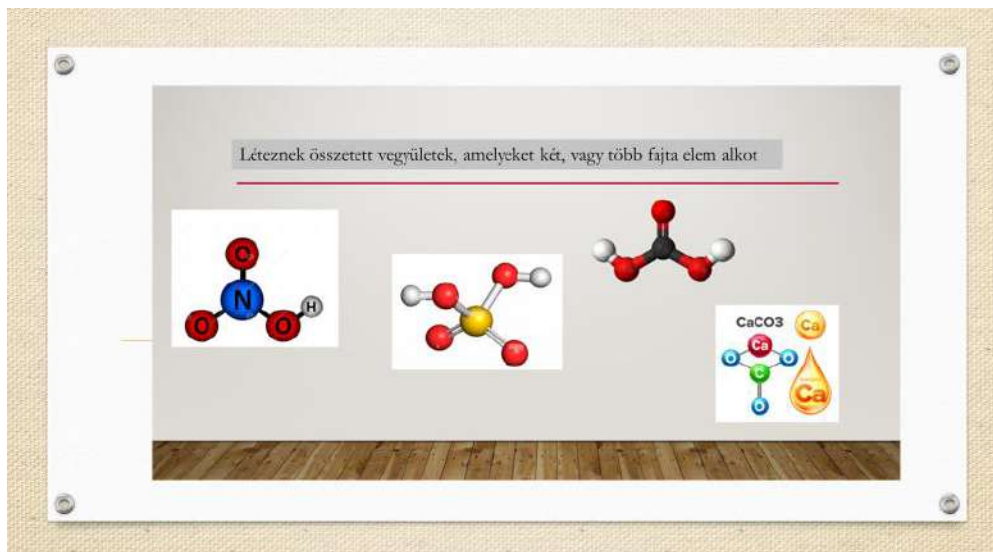 Léteznek összetett vegyületek, amelyeket két, vagy több fajta elem alkot
O
N
O
O
H
CaCO3
Ca
Ca
O
O
C
Ca
O